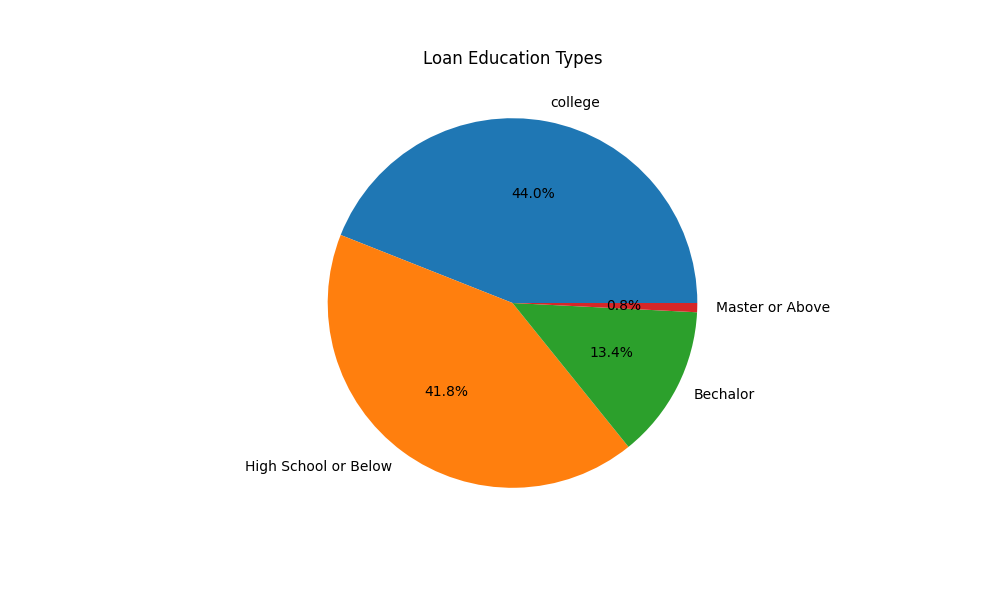 Loan Education Types
college
44.0%
0.8%
Master or Above
13.4%
41.8%
Bechalor
High School or Below